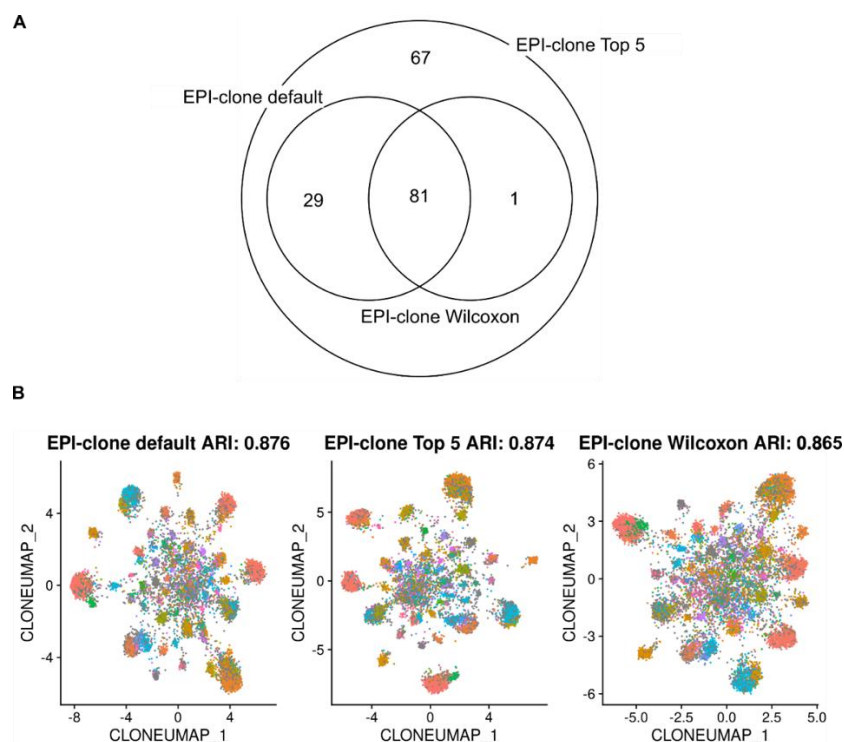 A
67
EPI-clone Top 5
EPI-clone default
29
81
1
EPI-clone Wilcoxon
B
EPI-clone default ARI: 0.876
EPI-clone Top 5 ARI: 0.874
EPI-clone Wilcoxon ARI: 0.865
CLONEUMAP_2
4
0
-4
-8
-4
0
4
CLONEUMAP_1
CLONEUMAP_2
5
0
-5
-4
0
4
CLONEUMAP_1
CLONEUMAP_2
6
3
0
-3
-6
-5.0
-2.5
0.0
2.5
5.0
CLONEUMAP_1